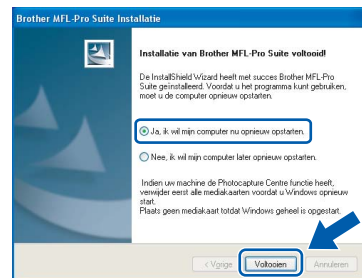 Brother MFL-Pro Suite Installatie
Installatie van Brother MFL-Pro Suite voltooid!
De InstallShield Wizard heeft met succes Brother MFL-Pro
Suite geïnstalleerd. Voordat u het programma kunt gebruiken,
moet u de computer opnieuw opstarten.
Ja, ik wil mijn computer nu opnieuw opstarten.
Nee, ik wil mijn computer later opnieuw opstarten.
Indien uw machine de Photocapture Centre functie heeft,
verwijder eerst alle mediakaarten voordat u Windows opnieuw
start.
Plaats geen mediakaart totdat Windows geheel is opgestart.
< Vorige Voltooien Annuleren